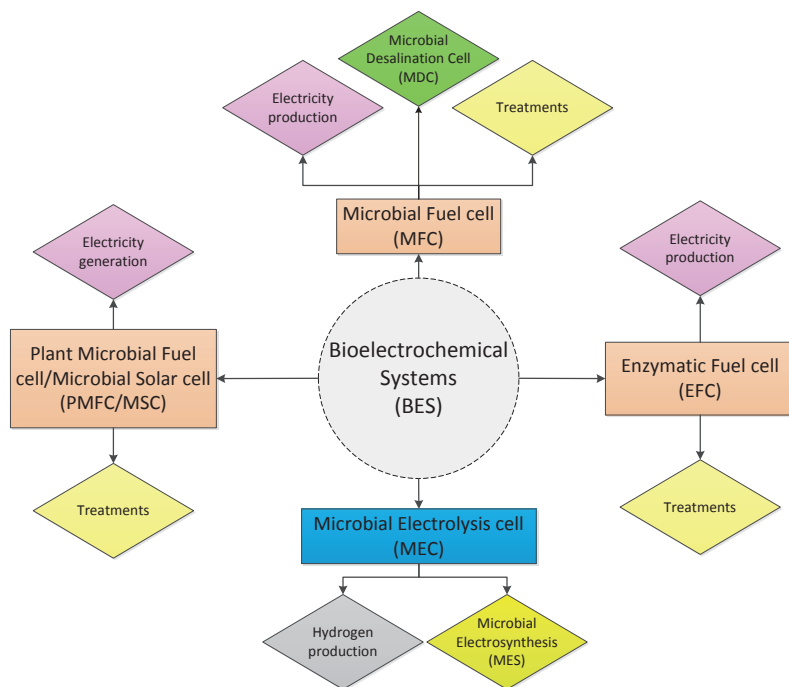 Microbial
Desalination Cell
(MDC)
Electricity
production
Treatments
Microbial Fuel cell
(MFC)
Electricity
generation
Electricity
production
Plant Microbial Fuel
cell/Microbial Solar cell
(PMFC/MSC)
Bioelectrochemical
Systems
(BES)
Enzymatic Fuel cell
(EFC)
Treatments
Treatments
Microbial Electrolysis cell
(MEC)
Hydrogen
production
Microbial
Electrosynthesis
(MES)